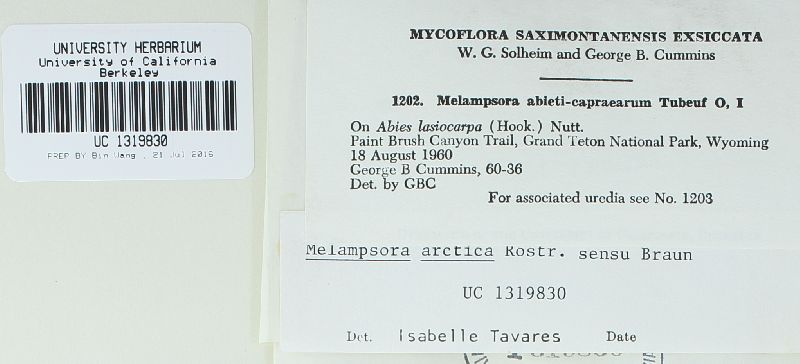 UNIVERSITY HERBARIUM
University of California
Berkeley
UC 1319830
PREP BY Bin Wang , 21 Jul 2016
MYCOFLORA SAXIMONTANENSIS EXSICCATA
W. G. Solheim and George B. Cummins
1202. Melampsora abieti-capraearum Tubeuf O, I
On Abies lasiocarpa (Hook.) Nutt.
Paint Brush Canyon Trail, Grand Teton National Park, Wyoming
18 August 1960
George B Cummins, 60-36
Det. by GBC
For associated uredia see No. 1203
Melampsora arctica Rostr. sensu Braun
UC 1319830
Det. Isabelle Tavares Date